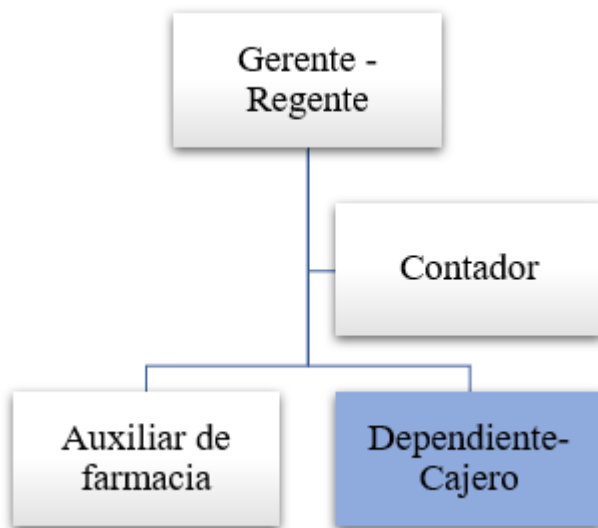 Gerente -
Regente
Contador
Auxiliar de
farmacia
Dependiente-
Cajero